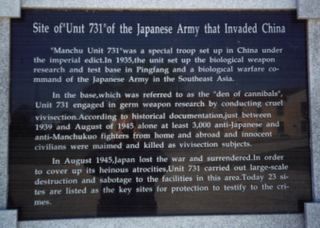 Site of"Unit 731"of the Japanese Army that Invaded China
"Manchu Unit 731"was a special troop set up in China under
the imperial edict.In 1935,the unit set up the biological weapon
research and test base in Pingfang and a biological warfare co-
mmand of the Japanese Army in the Southeast Asia.
In the base,which was referred to as the "den of cannibals",
Unit 731 engaged in germ weapon research by conducting cruel
vivisection.According to historical documentation,just between
1939 and August of 1945 alone at least 3,000 anti-Japanese and
anti-Manchukuo fighters from home and abroad and innocent
civilians were maimed and killed as vivisection subjects.
In August 1945,Japan lost the war and surrendered.In order
to cover up its heinous atrocities,Unit 731 carried out large-scale
destruction and sabotage to the facilities in this area.Today 23 si-
tes are listed as the key sites for protection to testify to the cri-
mes.